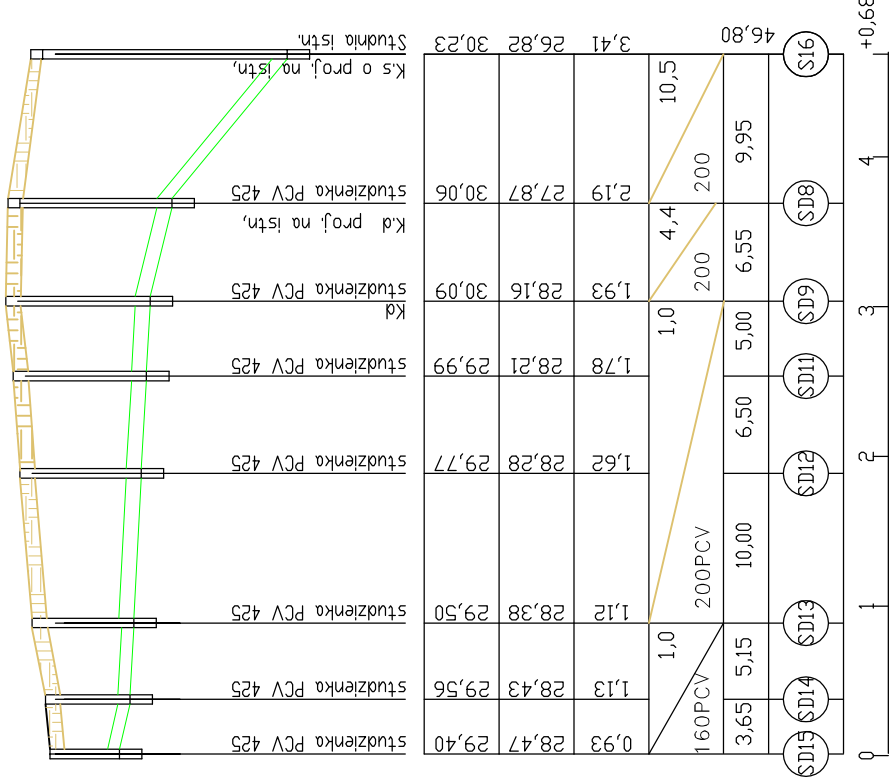 Studnia istn.
K.s o proj. na istn,
30,23
26,82
3,41
46,80
S16
+0,68
10,5
200
9,95
4
studzienka PCV 425
K.d proj. na istn,
30,06
27,87
2,19
SD8
4,4
200
6,55
studzienka PCV 425
Kd
30,09
28,16
1,93
SD9
3
1,0
5,00
studzienka PCV 425
29,99
28,21
1,78
SD11
6,50
2
studzienka PCV 425
29,77
28,28
1,62
SD12
200PCV
10,00
1
studzienka PCV 425
29,50
28,38
1,12
SD13
1,0
5,15
studzienka PCV 425
29,56
28,43
1,13
SD14
160PCV
3,65
studzienka PCV 425
29,40
28,47
0,93
SD15
0